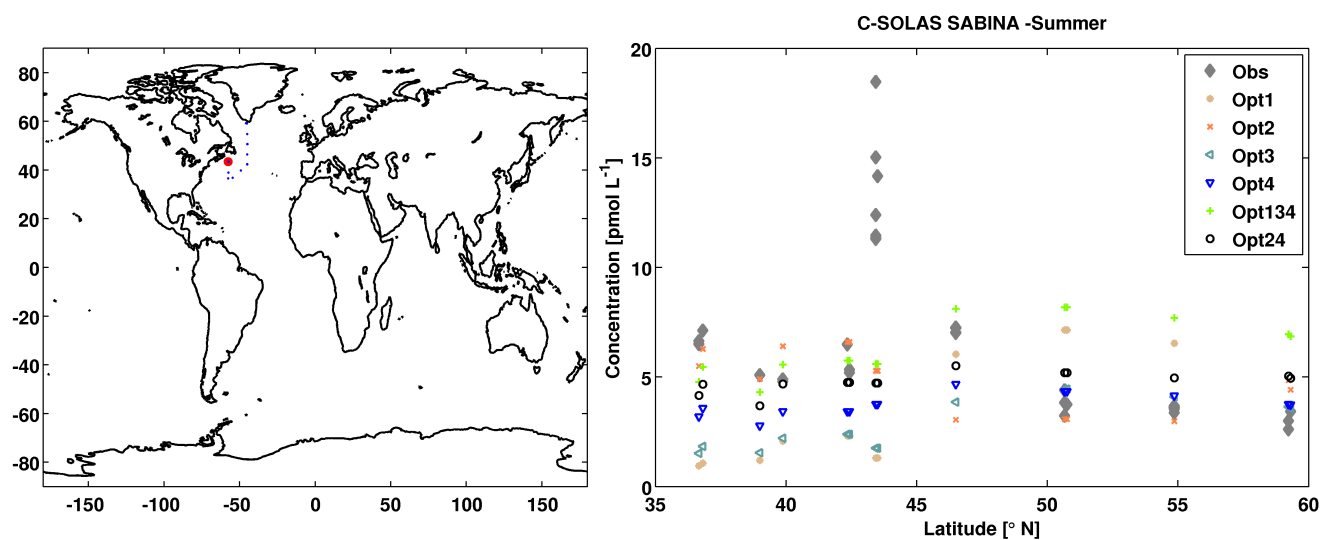 C-SOLAS SABINA -Summer
80
60
40
20
0
-20
-40
-60
-80
-150 -100 -50 0 50 100 150
Concentration [pmol L-1]
20
15
10
5
0
35 40 45 50 55 60
Latitude [° N]
Obs
Opt1
Opt2
Opt3
Opt4
Opt134
Opt24